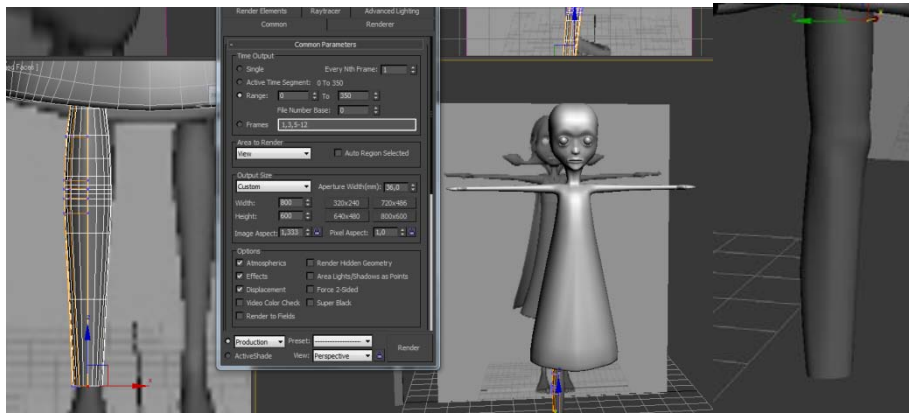 Render Elements Raytracer Advanced Lighting
Common Renderer
- Common Parameters
Time Output
Single Every Nth Frame: 1
Active Time Segment: 0 To 350
Range: 0 To 350
File Number Base: 0
Frames 1,3,5-12
Area to Render
View Auto Region Selected
Output Size
Custom Aperture Width(mm): 36,0
Width: 800 320x240 720x486
Height: 600 640x480 800x600
Image Aspect: 1,333 Pixel Aspect: 1,0
Options
Atmospherics Render Hidden Geometry
Effects Area Lights/Shadows as Points
Displacement Force 2-Sided
Video Color Check Super Black
Render to Fields
Production Preset: --------------------
ActiveShade View: Perspective Render